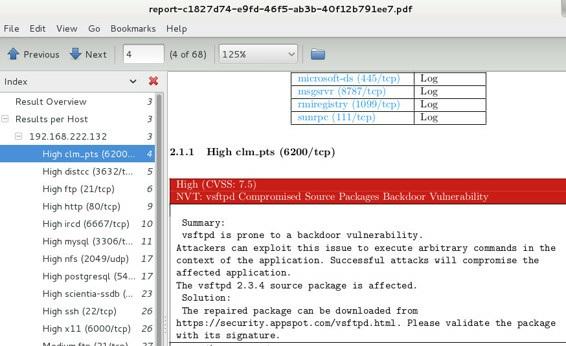 report-c1827d74-e9fd-46f5-ab3b-40f12b791ee7.pdf
File Edit View Go Bookmarks Help
Previous Next 4 (4 of 68) 125%
Index
Result Overview 3
Results per Host 3
192.168.222.132 3
High clm_pts (6200... 4
High distcc (3632/t... 5
High ftp (21/tcp) 6
High http (80/tcp) 9
High ircd (6667/tcp) 10
High mysql (3306/t... 11
High nfs (2049/udp) 17
High postgresql (54... 17
High scientia-ssdb (... 23
High ssh (22/tcp) 26
High x11 (6000/tcp) 26
Medium ftp (21/tcp) 27
microsoft-ds (445/tcp) Log
msgsrvr (8787/tcp) Log
rmiregistry (1099/tcp) Log
sunrpc (111/tcp) Log
2.1.1 High clm_pts (6200/tcp)
High (CVSS: 7.5)
NVT: vsftpd Compromised Source Packages Backdoor Vulnerability
Summary:
vsftpd is prone to a backdoor vulnerability.
Attackers can exploit this issue to execute arbitrary commands in the
context of the application. Successful attacks will compromise the
affected application.
The vsftpd 2.3.4 source package is affected.
Solution:
The repaired package can be downloaded from
https://security.appspot.com/vsftpd.html. Please validate the package
with its signature.